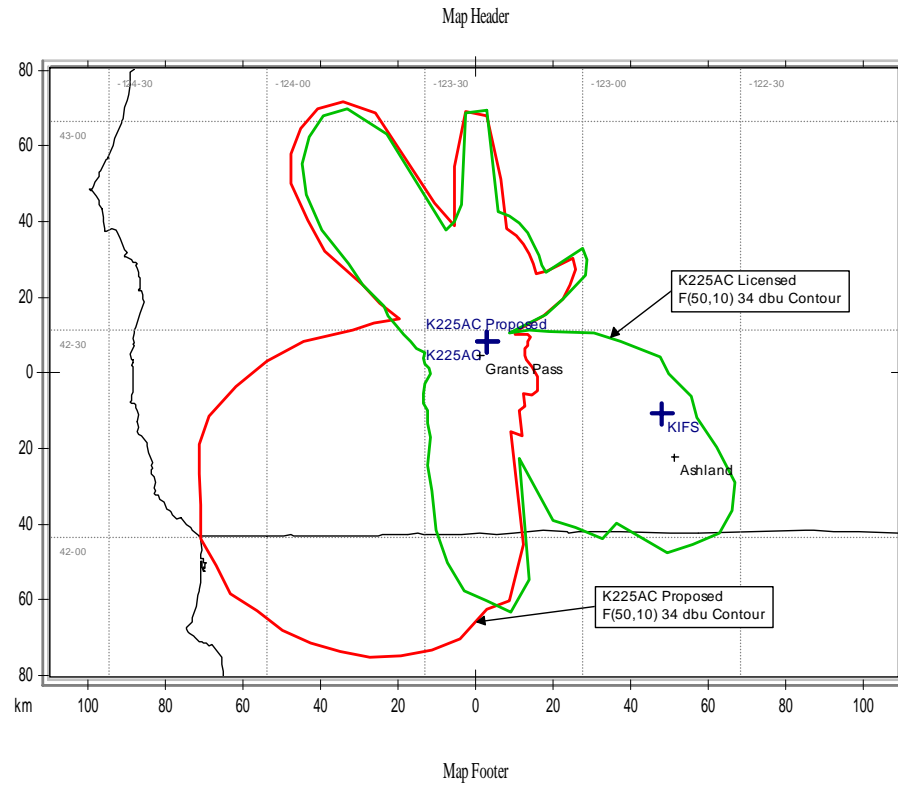 Map Header
80
60
40
20
0
20
40
60
80
-124-30
-124-00
-123-30
-123-00
-122-30
43-00
42-30
42-00
K225AC Licensed
F(50,10) 34 dbu Contour
K225AC Proposed
K225AC
Grants Pass
KIFS
Ashland
K225AC Proposed
F(50,10) 34 dbu Contour
km
100
80
60
40
20
0
20
40
60
80
100
Map Footer